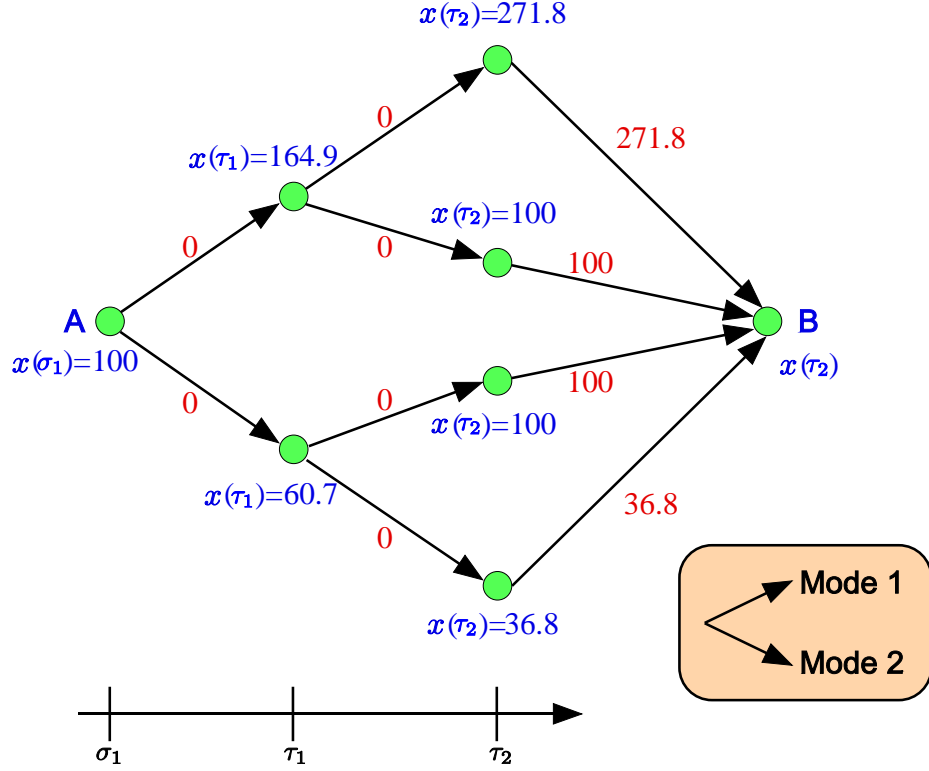 x(τ₂)=271.8
0
271.8
x(τ₁)=164.9
x(τ₂)=100
0
0
100
A
B
x(σ₁)=100
x(τ₂)
0
0
100
x(τ₂)=100
x(τ₁)=60.7
36.8
0
x(τ₂)=36.8
Mode 1
Mode 2
σ₁
τ₁
τ₂